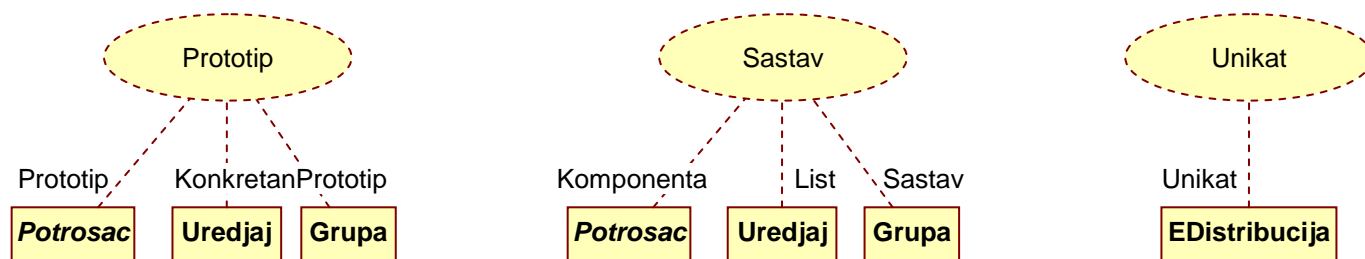 Prototip
Sastav
Unikat
Prototip KonkretanPrototip
Komponenta List Sastav
Unikat
Potrosac Uredjaj Grupa
Potrosac Uredjaj Grupa
EDistribucija